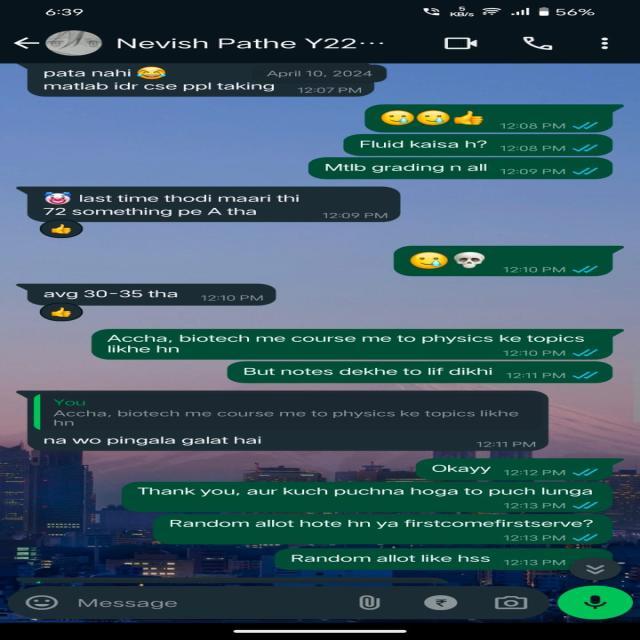 6:39
5
KB/s
56%
Nevish Pathe Y22...
April 10, 2024
pata nahi 😂
matlab idr cse ppl taking 12:07 PM
🥲🥲👍 12:08 PM
Fluid kaisa h? 12:08 PM
Mtlb grading n all 12:09 PM
🤡 last time thodi maari thi
72 something pe A tha 12:09 PM
👍
🥲💀 12:10 PM
avg 30-35 tha 12:10 PM
👍
Accha, biotech me course me to physics ke topics
likhe hn 12:10 PM
But notes dekhe to lif dikhi 12:11 PM
You
Accha, biotech me course me to physics ke topics likhe
hn
na wo pingala galat hai 12:11 PM
Okayy 12:12 PM
Thank you, aur kuch puchna hoga to puch lunga
12:13 PM
Random allot hote hn ya firstcomefirstserve?
12:13 PM
Random allot like hss 12:13 PM
Message